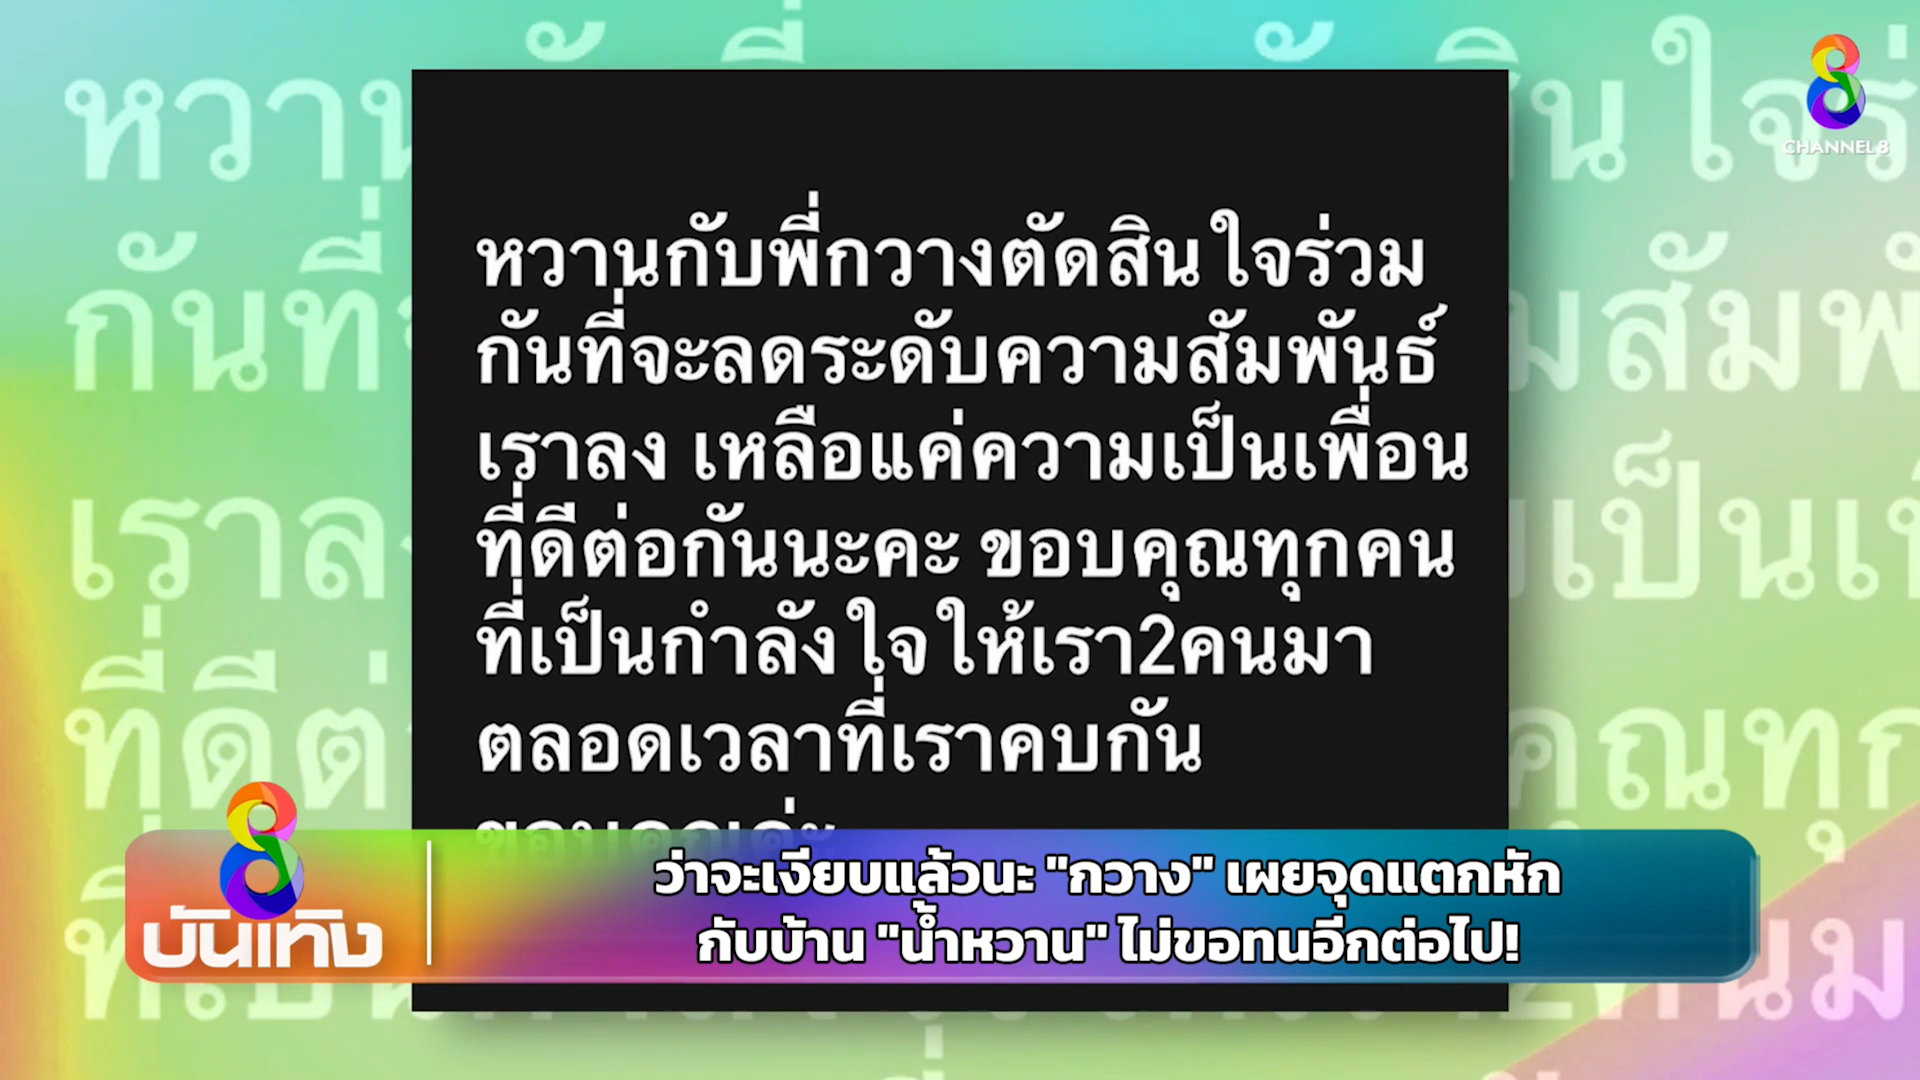 CHANNEL 8
หวานกับพี่กวางตัดสินใจร่วม
กันที่จะลดระดับความสัมพันธ์
เราลง เหลือแค่ความเป็นเพื่อน
ที่ดีต่อกันนะคะ ขอบคุณทุกคน
ที่เป็นกำลังใจให้เรา2คนมา
ตลอดเวลาที่เราคบกัน
ขอบคุณค่ะ
บันเทิง
ว่าจะเงียบแล้วนะ "กวาง" เผยจุดแตกหัก
กับบ้าน "น้ำหวาน" ไม่ขอทนอีกต่อไป!